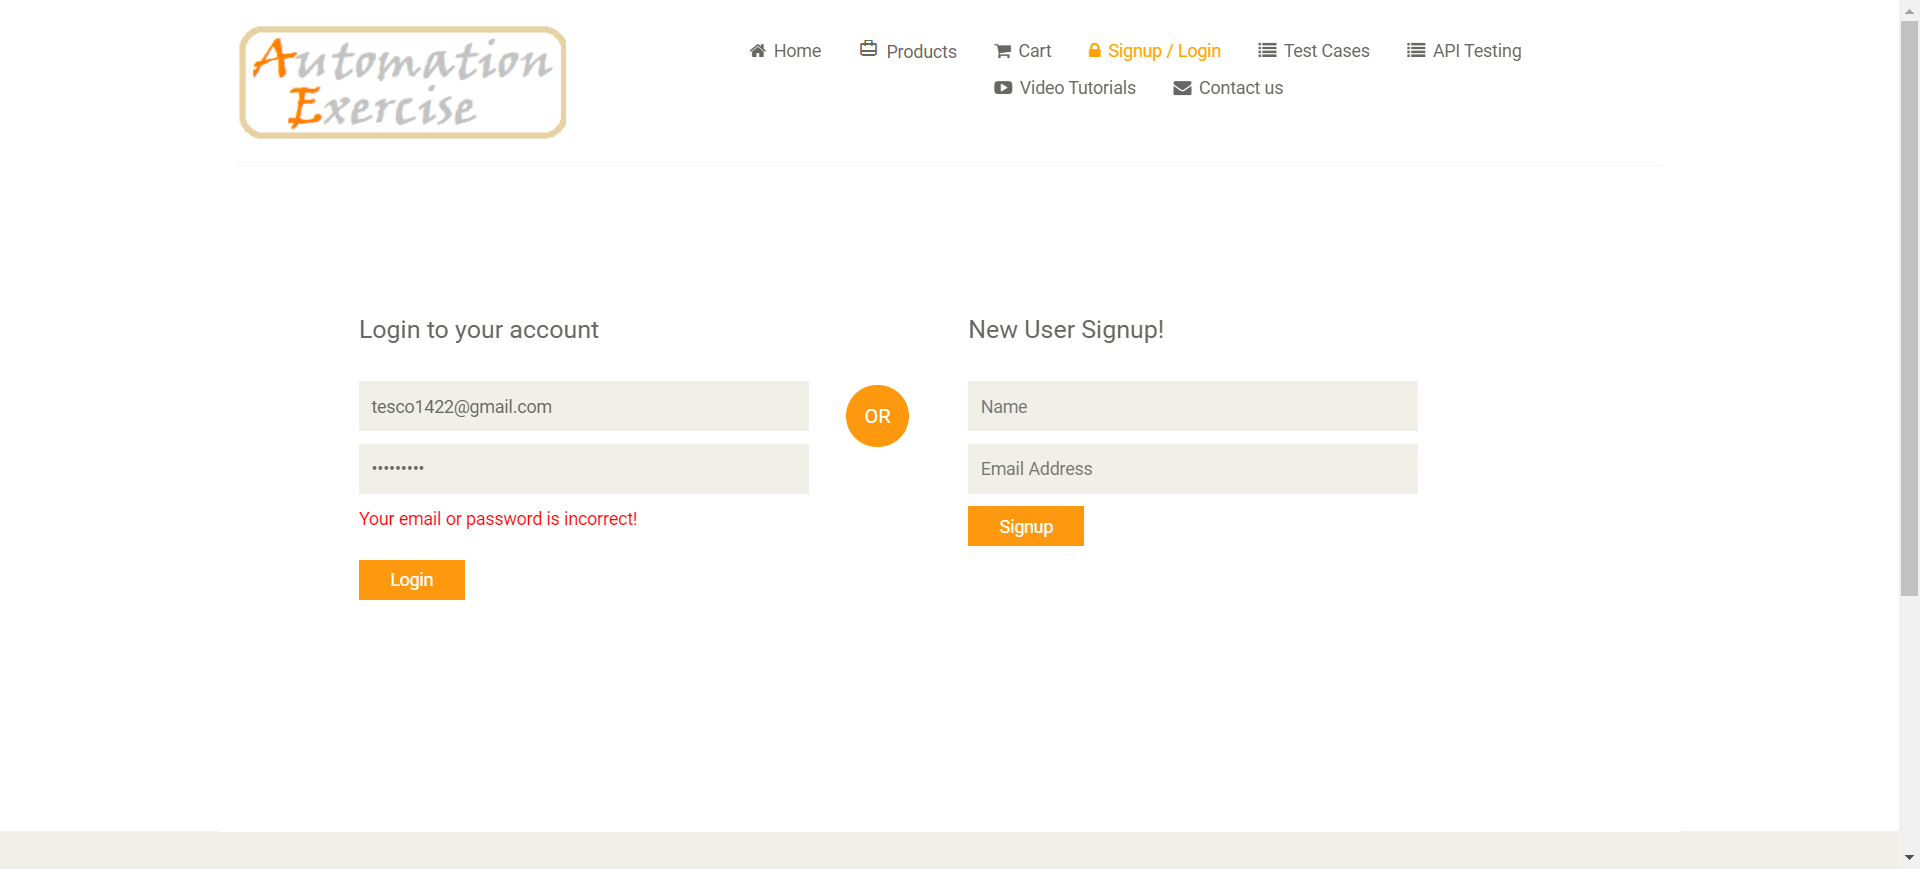 Automation
Exercise
Home
Products
Cart
Signup / Login
Test Cases
API Testing
Video Tutorials
Contact us
Login to your account
tesco1422@gmail.com
•••••••••
Your email or password is incorrect!
Login
OR
New User Signup!
Name
Email Address
Signup